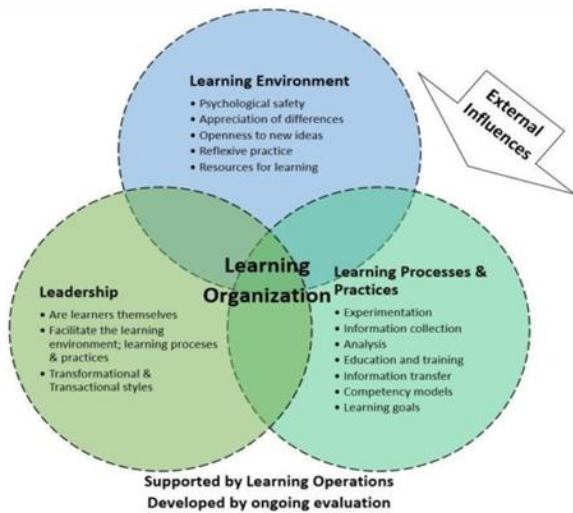 Learning Environment
• Psychological safety
• Appreciation of differences
• Openness to new ideas
• Reflexive practice
• Resources for learning
External
Influences
Learning
Organization
Leadership
• Are learners themselves
• Facilitate the learning
environment; learning proceses
& practices
• Transformational &
Transactional styles
Learning Processes &
Practices
• Experimentation
• Information collection
• Analysis
• Education and training
• Information transfer
• Competency models
• Learning goals
Supported by Learning Operations
Developed by ongoing evaluation